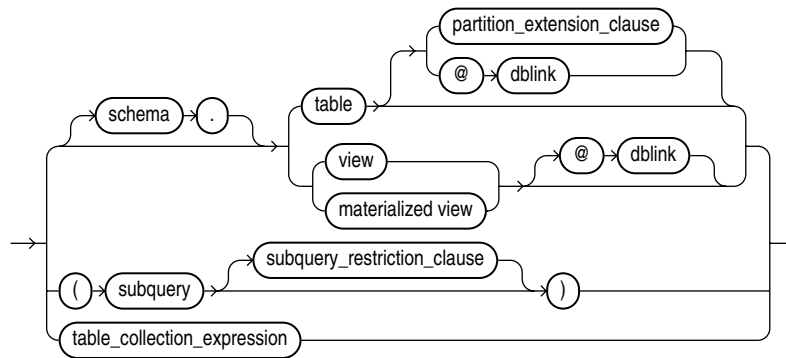 partition_extension_clause
@ dblink
schema . table
view @ dblink
materialized view
subquery_restriction_clause
( subquery )
table_collection_expression